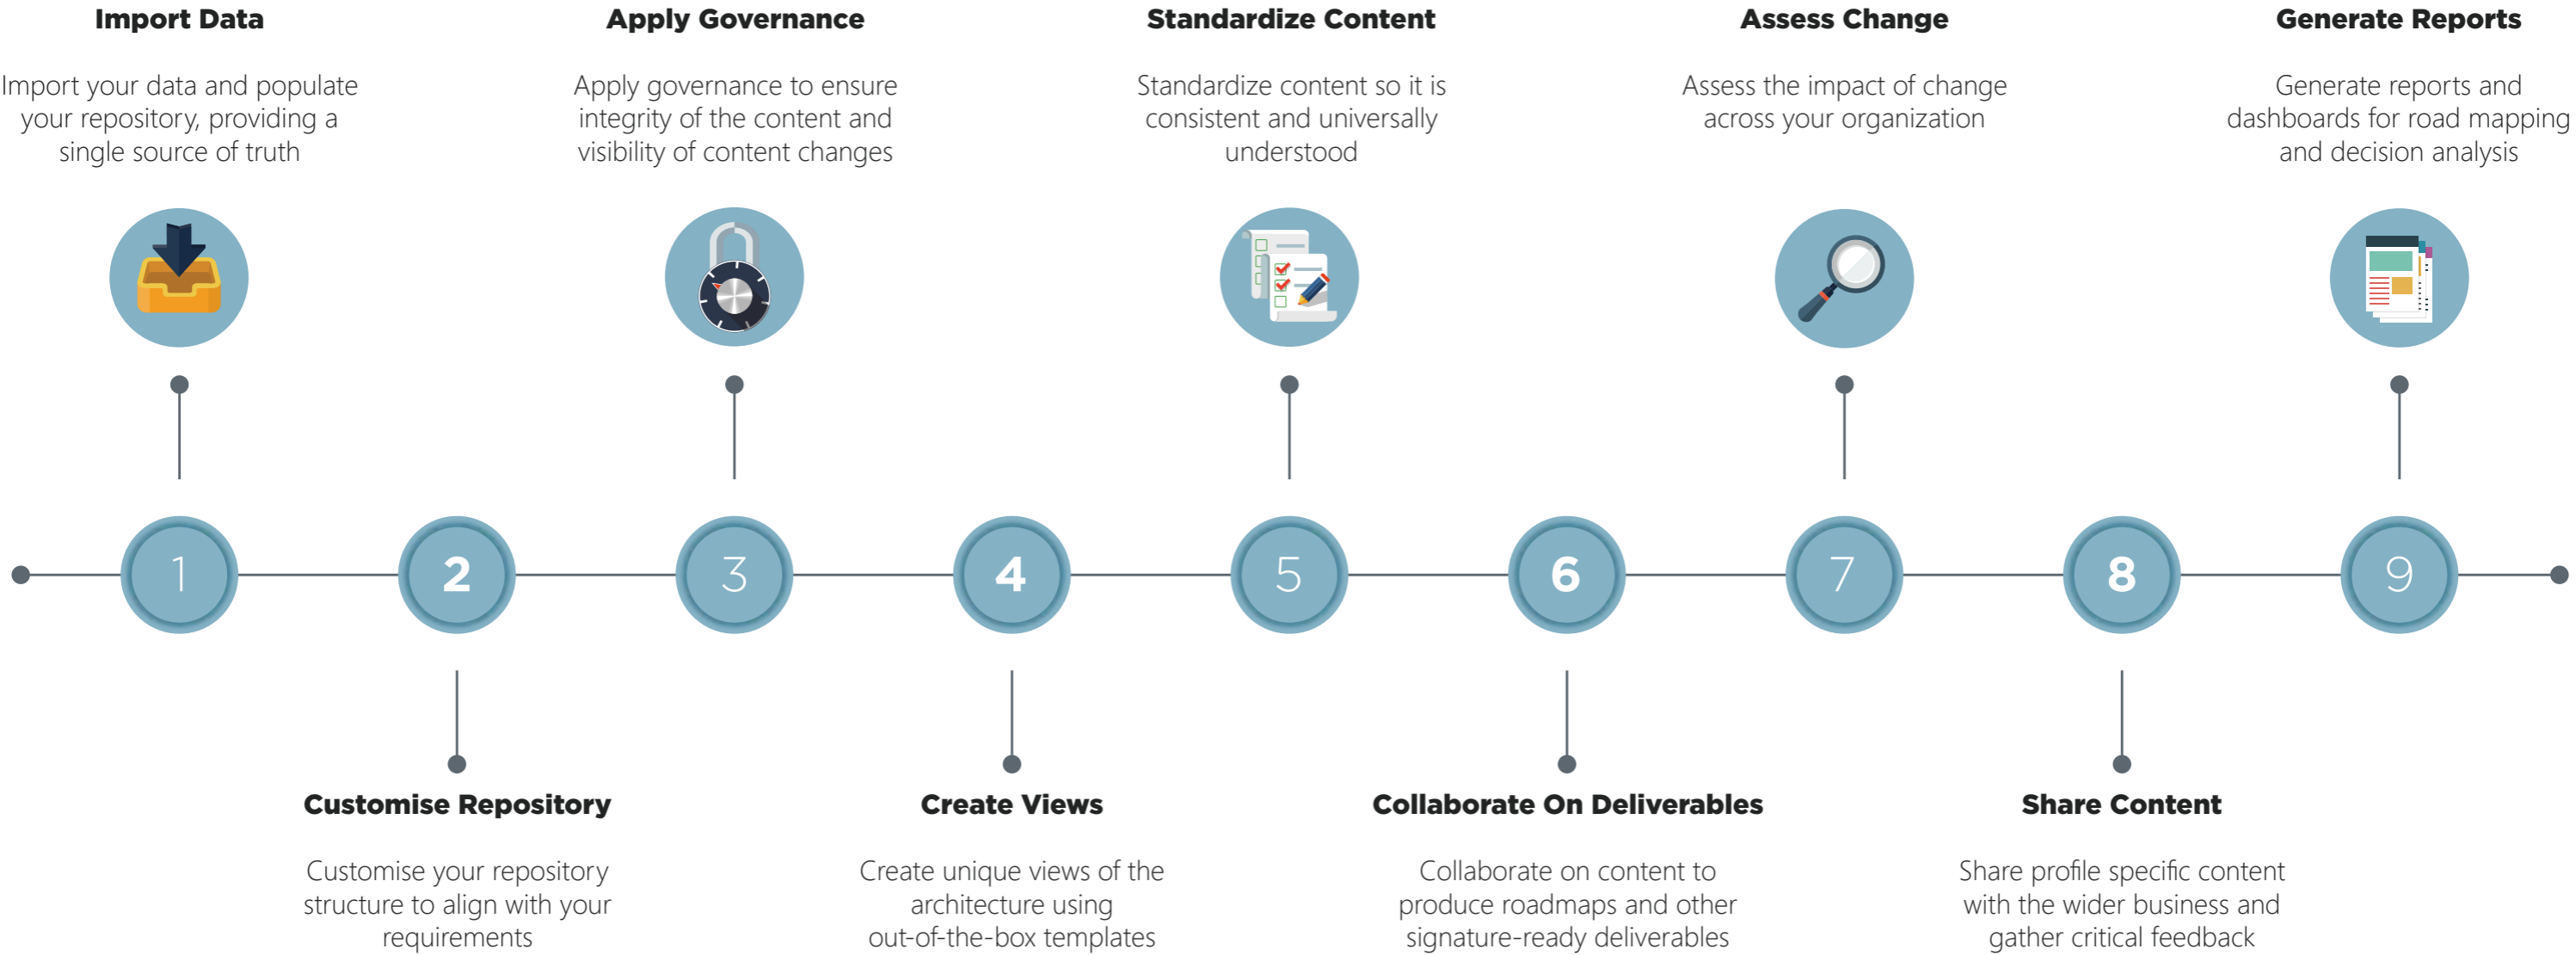 Import Data
Import your data and populate
your repository, providing a
single source of truth
Apply Governance
Apply governance to ensure
integrity of the content and
visibility of content changes
Standardize Content
Standardize content so it is
consistent and universally
understood
Assess Change
Assess the impact of change
across your organization
Generate Reports
Generate reports and
dashboards for road mapping
and decision analysis
1
2
3
4
5
6
7
8
9
Customise Repository
Customise your repository
structure to align with your
requirements
Create Views
Create unique views of the
architecture using
out-of-the-box templates
Collaborate On Deliverables
Collaborate on content to
produce roadmaps and other
signature-ready deliverables
Share Content
Share profile specific content
with the wider business and
gather critical feedback